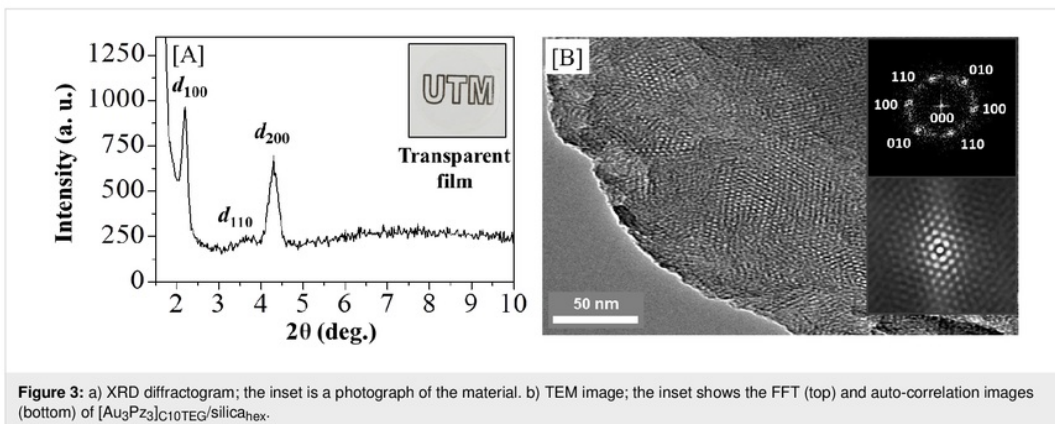 [A]
1250
1000
750
500
250
0
Intensity (a. u.)
d100
d110
d200
UTM
Transparent
film
2 3 4 5 6 7 8 9 10
2θ (deg.)
[B]
50 nm
110 010
100 000 100
010 110
Figure 3: a) XRD diffractogram; the inset is a photograph of the material. b) TEM image; the inset shows the FFT (top) and auto-correlation images
(bottom) of [Au3Pz3]C10TEG/silicahex.